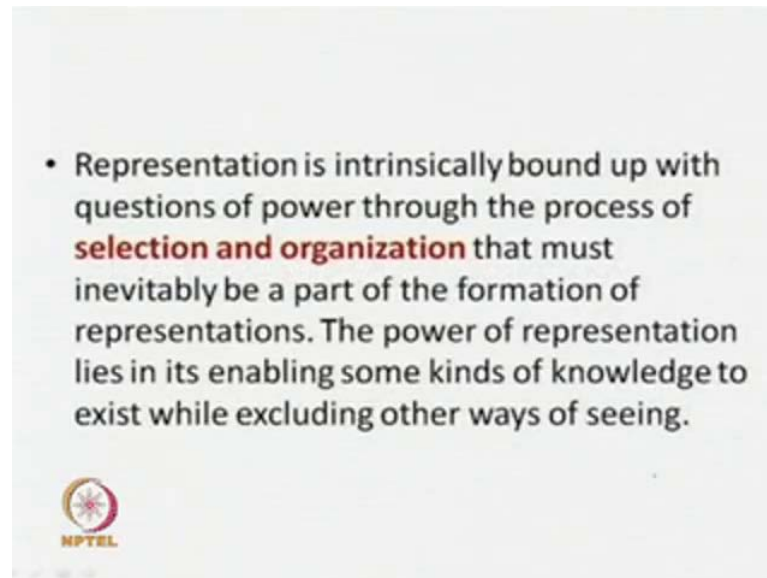 • Representation is intrinsically bound up with
questions of power through the process of
selection and organization that must
inevitably be a part of the formation of
representations. The power of representation
lies in its enabling some kinds of knowledge to
exist while excluding other ways of seeing.
NPTEL